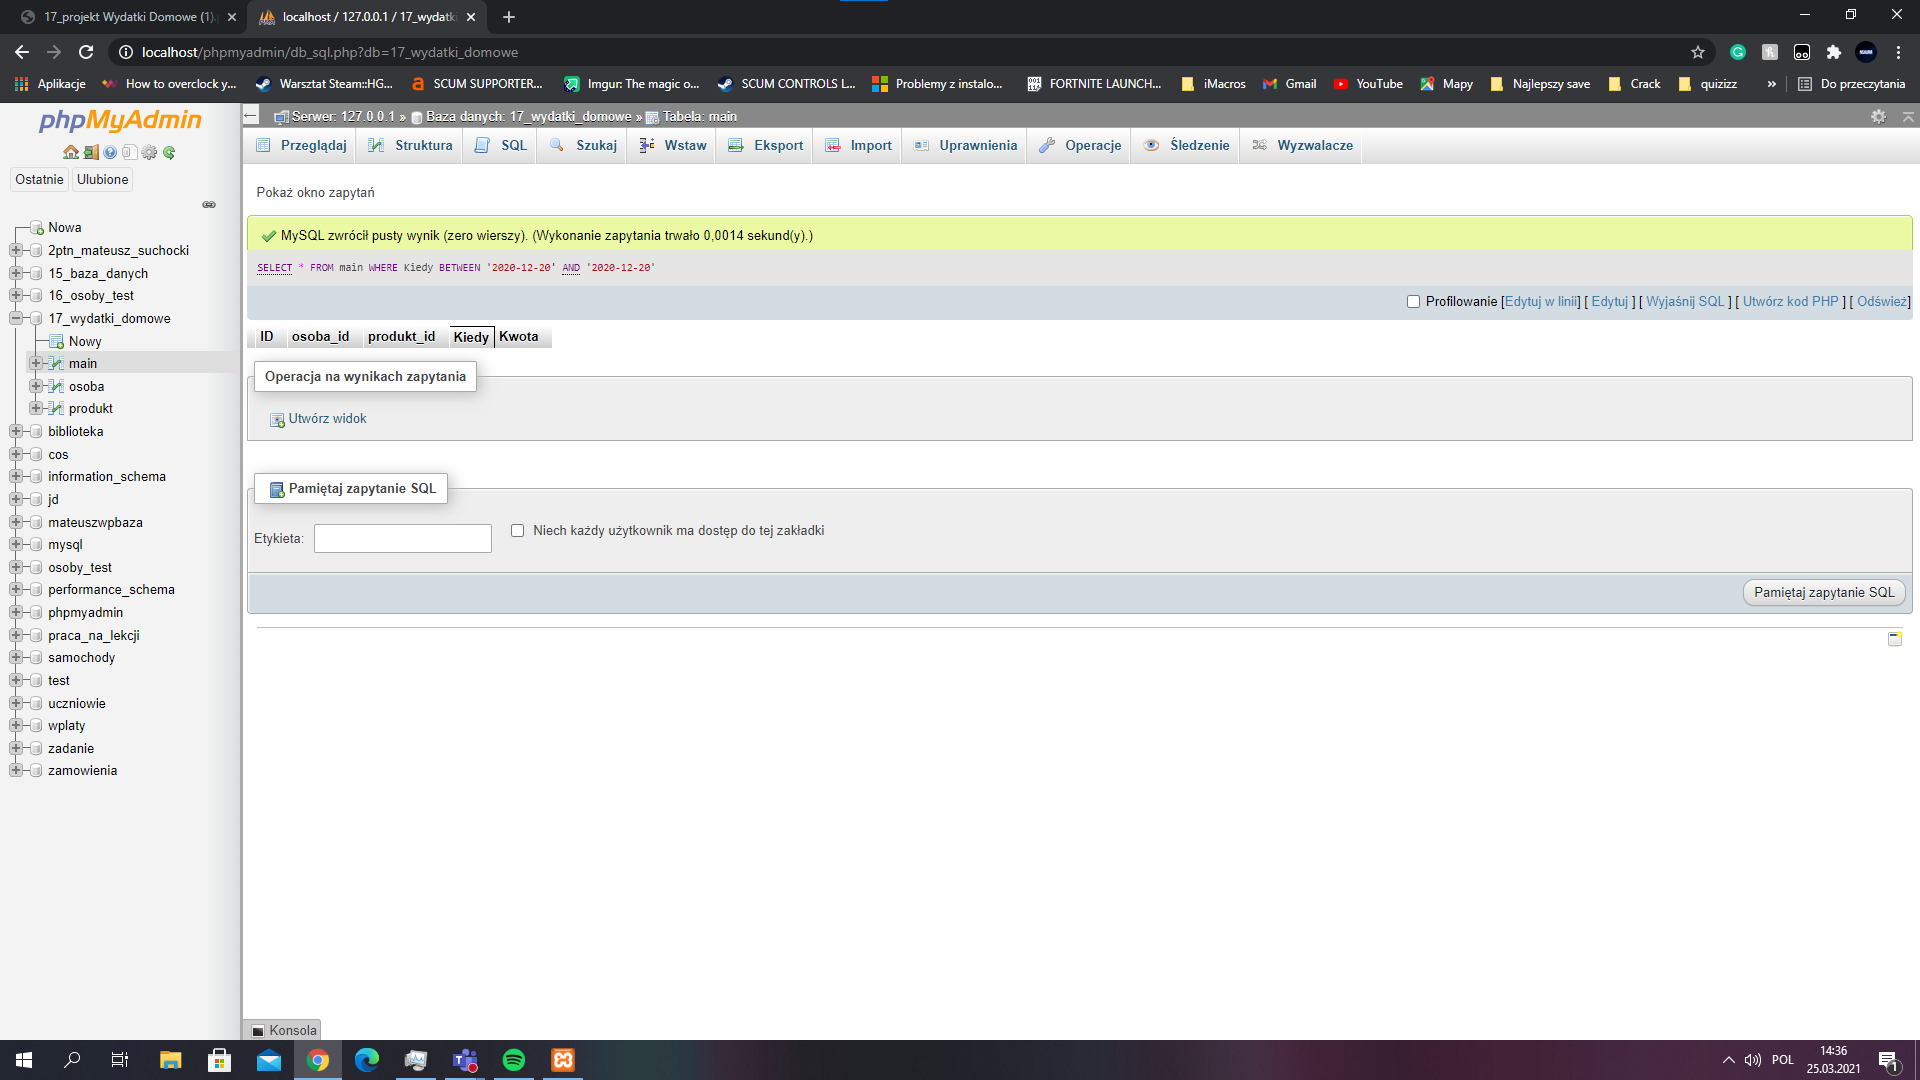 17_projekt Wydatki Domowe (1).
localhost / 127.0.0.1 / 17_wydatki
localhost/phpmyadmin/db_sql.php?db=17_wydatki_domowe
Aplikacje
How to overclock y...
Warsztat Steam::HG...
SCUM SUPPORTER...
Imgur: The magic o...
SCUM CONTROLS L...
Problemy z instalo...
FORTNITE LAUNCH...
iMacros
Gmail
YouTube
Mapy
Najlepszy save
Crack
quizizz
»
Do przeczytania
phpMyAdmin
Ostatnie
Ulubione
Nowa
2ptn_mateusz_suchocki
15_baza_danych
16_osoby_test
17_wydatki_domowe
Nowy
main
osoba
produkt
biblioteka
cos
information_schema
jd
mateuszwpbaza
mysql
osoby_test
performance_schema
phpmyadmin
praca_na_lekcji
samochody
test
uczniowie
wplaty
zadanie
zamowienia
Serwer: 127.0.0.1 » Baza danych: 17_wydatki_domowe » Tabela: main
Przeglądaj
Struktura
SQL
Szukaj
Wstaw
Eksport
Import
Uprawnienia
Operacje
Śledzenie
Wyzwalacze
Pokaż okno zapytań
MySQL zwrócił pusty wynik (zero wierszy). (Wykonanie zapytania trwało 0,0014 sekund(y).)
SELECT * FROM main WHERE Kiedy BETWEEN '2020-12-20' AND '2020-12-20'
Profilowanie [Edytuj w linii] [ Edytuj ] [ Wyjaśnij SQL ] [ Utwórz kod PHP ] [ Odśwież]
ID osoba_id produkt_id Kiedy Kwota
Operacja na wynikach zapytania
Utwórz widok
Pamiętaj zapytanie SQL
Etykieta:
Niech każdy użytkownik ma dostęp do tej zakładki
Pamiętaj zapytanie SQL
Konsola
POL
14:36
25.03.2021
1